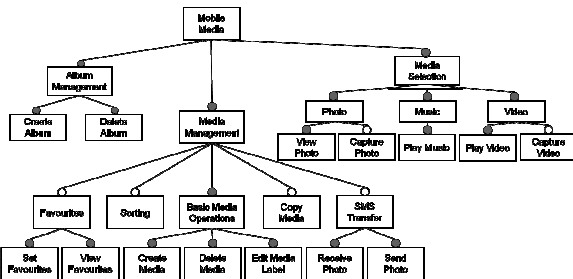 Mobile
Media
Album
Management
Media
Selection
Create
Album
Delete
Album
Media
Management
Photo
Music
Video
View
Photo
Capture
Photo
Play Music
Play Video
Capture
Video
Favourites
Sorting
Basic Media
Operations
Copy
Media
SMS
Transfer
Set
Favourites
View
Favourites
Create
Media
Delete
Media
Edit Media
Label
Receive
Photo
Send
Photo